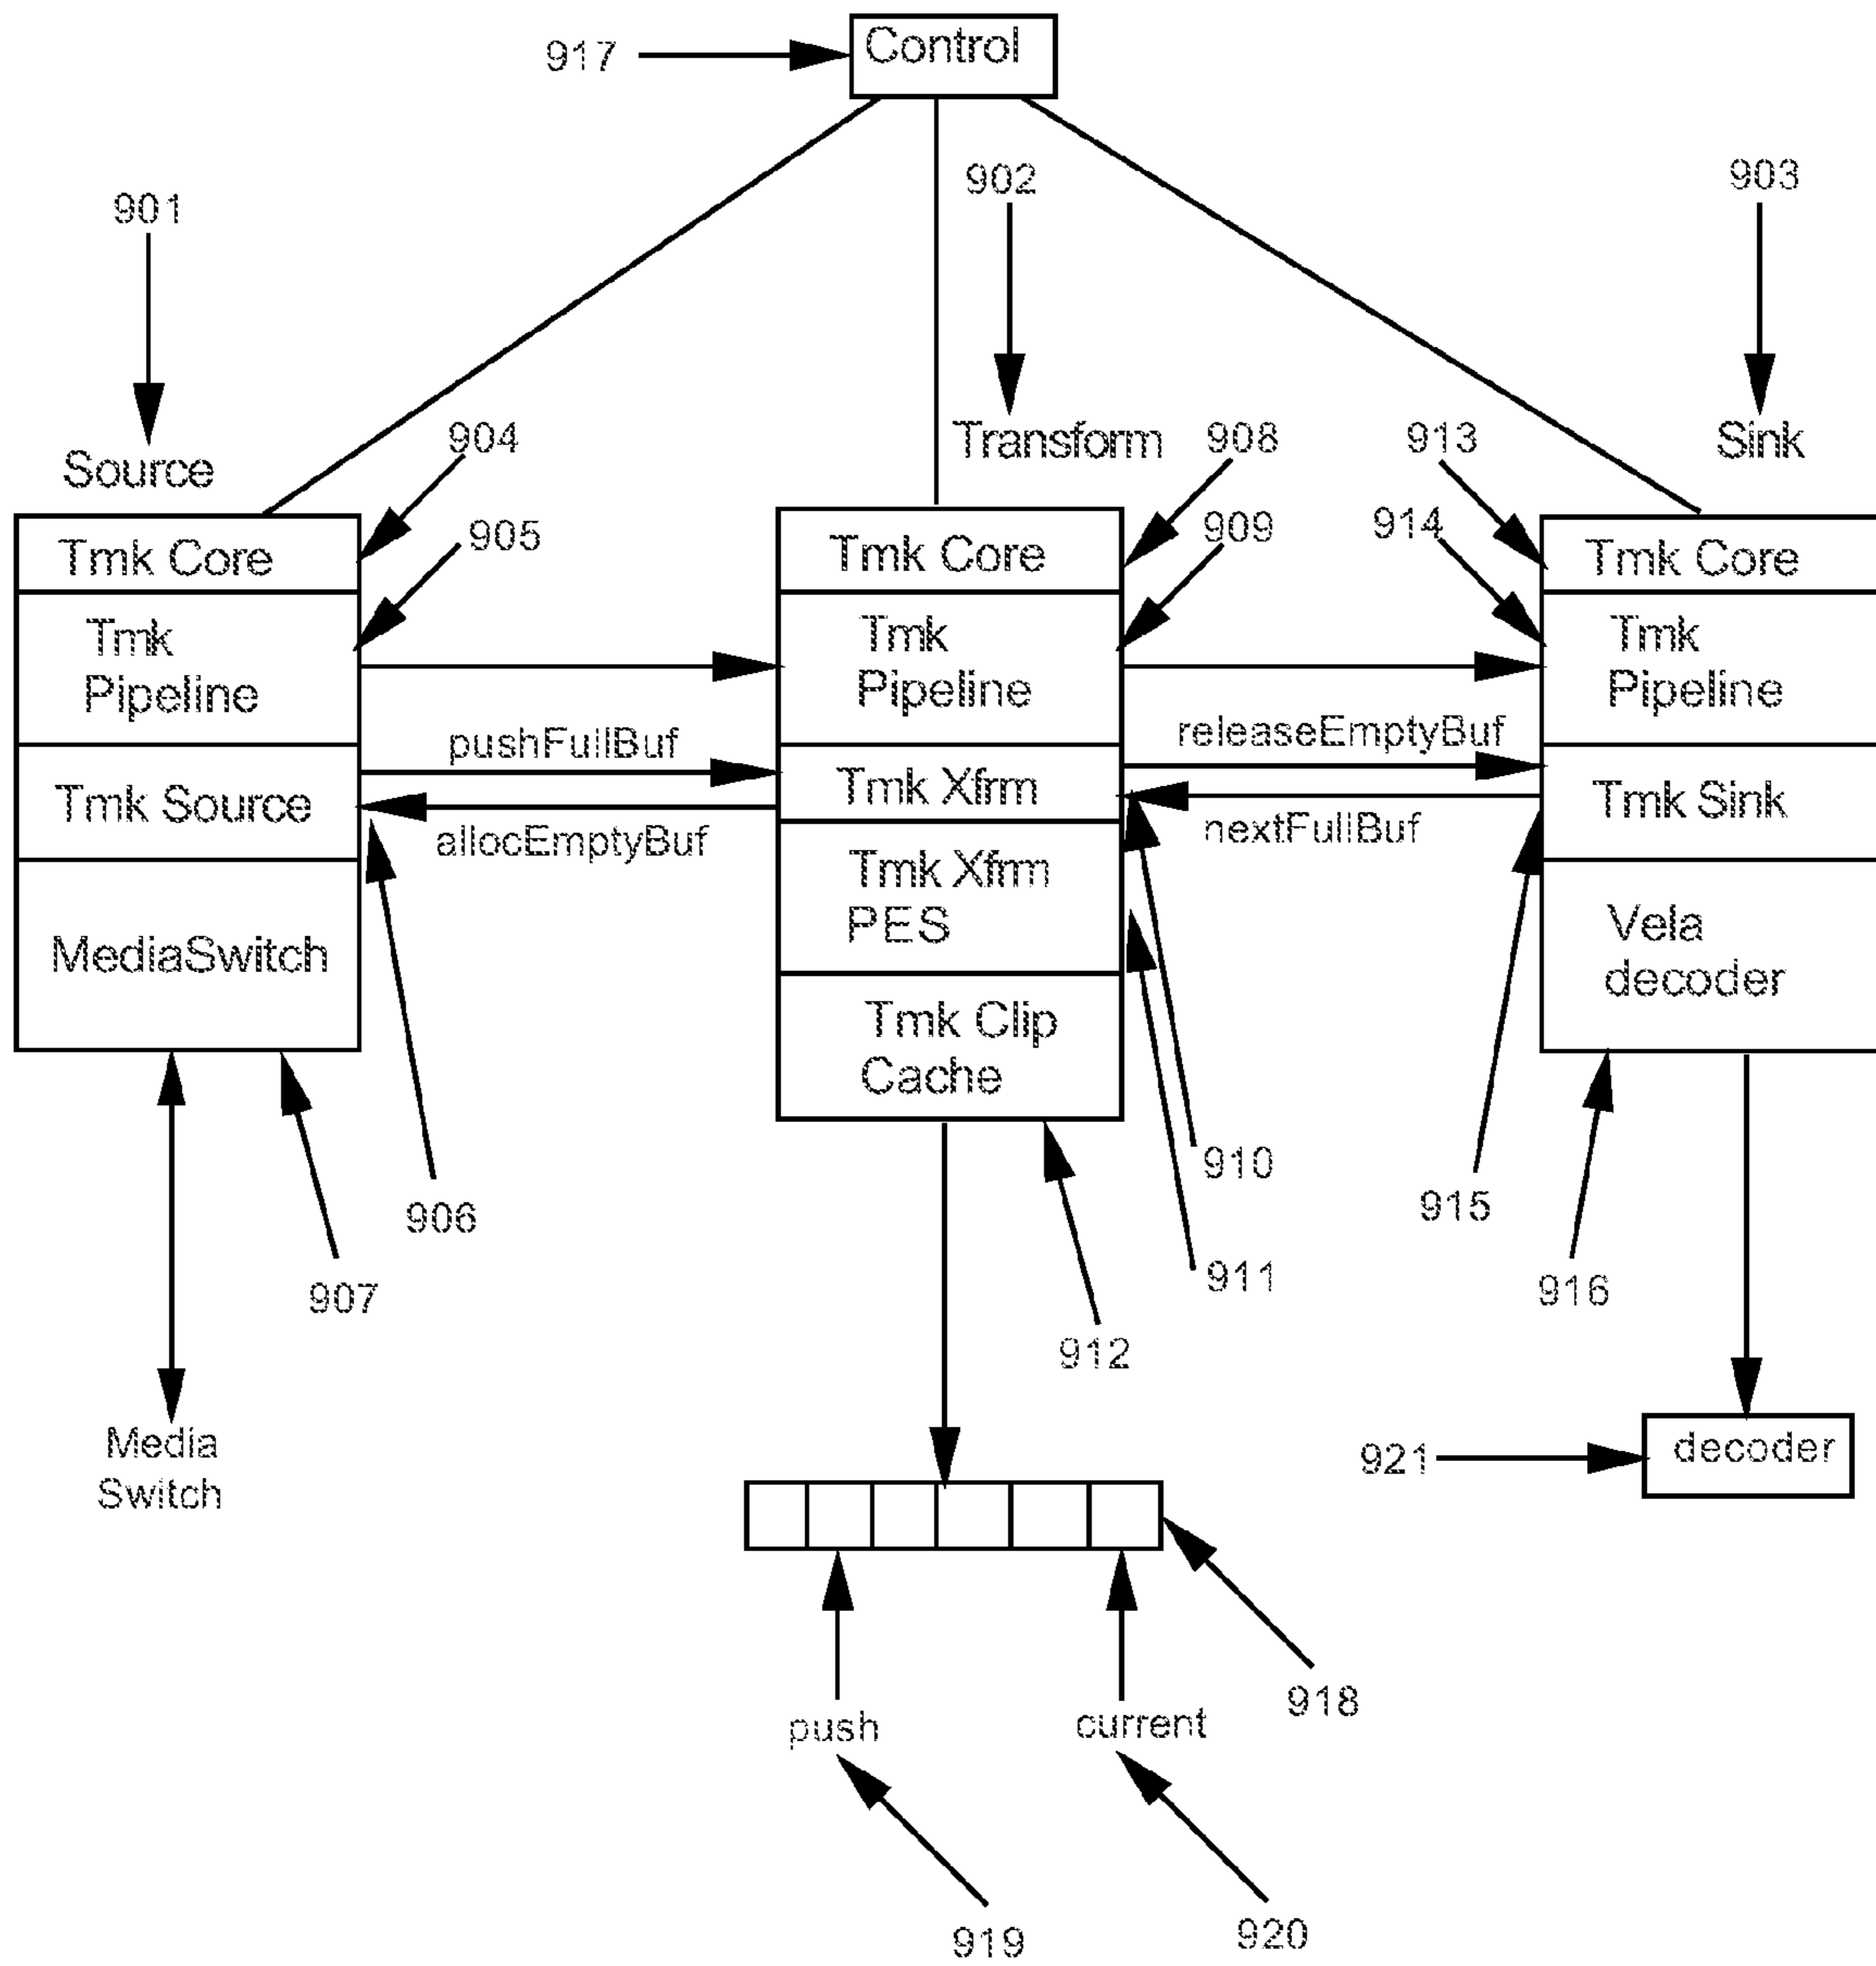 917
Control
901
902
903
Source
904
Transform
908
913
Sink
905
909
914
Tmk Core
Tmk
Pipeline
Tmk Source
MediaSwitch
pushFullBuf
allocEmptyBuf
Tmk Core
Tmk
Pipeline
Tmk Xfrm
Tmk Xfrm
PES
Tmk Clip
Cache
releaseEmptyBuf
nextFullBuf
Tmk Core
Tmk
Pipeline
Tmk Sink
Vela
decoder
906
907
910
911
912
915
916
Media
Switch
921
decoder
918
push
current
919
920